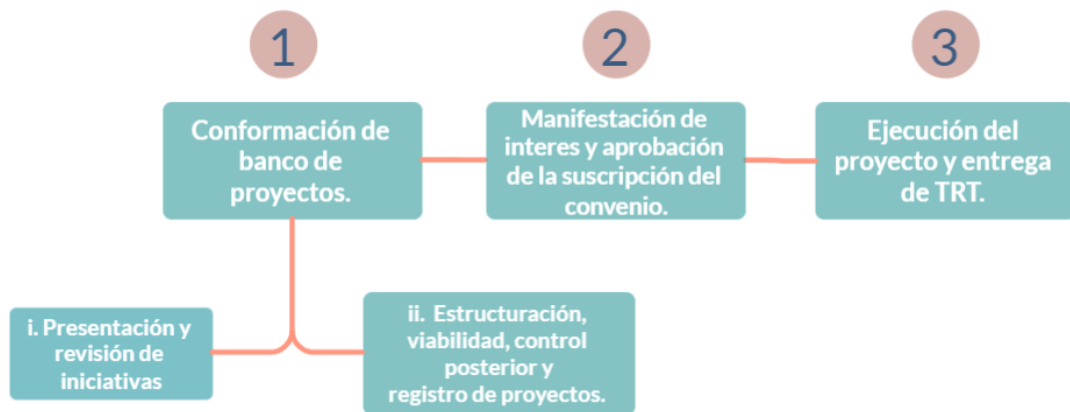 1
Conformación de
banco de
proyectos.
2
Manifestación de
interes y aprobación
de la suscripción del
convenio.
3
Ejecución del
proyecto y entrega
de TRT.
i. Presentación y
revisión de
iniciativas
ii. Estructuración,
viabilidad, control
posterior y
registro de proyectos.